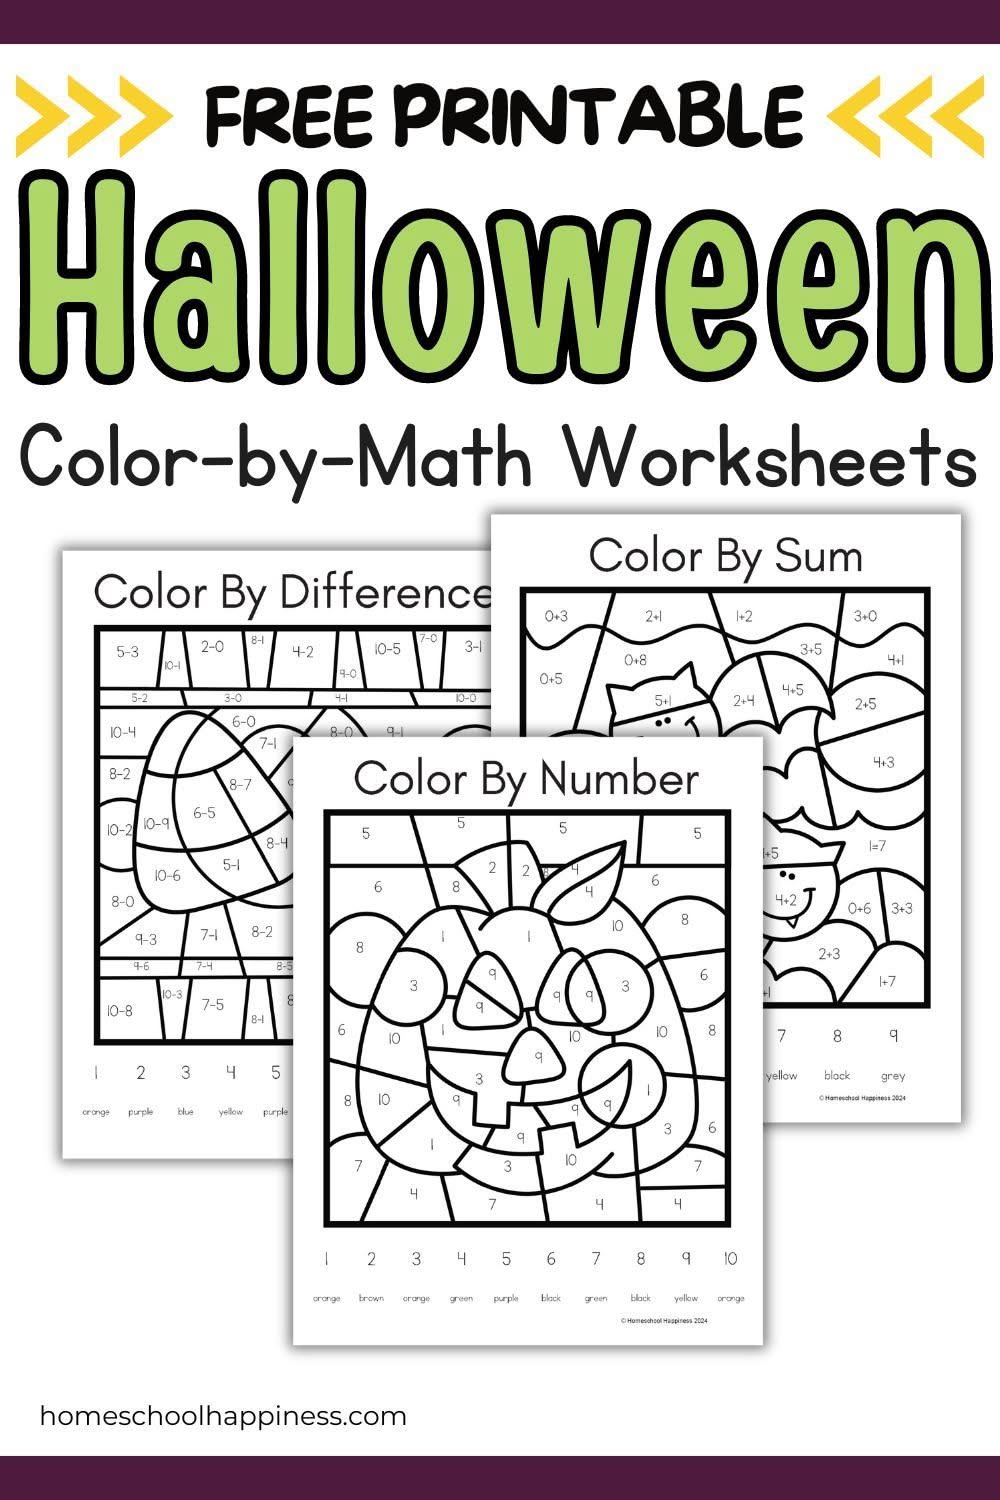 FREE PRINTABLE
Halloween
Color-by-Math Worksheets
Color By Difference
5-3 10-1 2-0 8-1 4-2 9-0 10-5 7-0 3-1
5-2 3-0 4-1 10-0
10-4 6-0 7-1 8-0 9-1
8-2 8-7
10-2 10-9 6-5 8-4
10-6 5-1
8-0
9-3 7-1 8-2
9-6 7-4 8-5
10-8 10-3 7-5 8-1
1 2 3 4 5
orange purple blue yellow purple
Color By Sum
0+3 2+1 1+2 3+0
0+5 0+8 3+5 4+1
5+1 2+4 4+5 2+5
4+3
+5 1=7
4+2 0+6 3+3
2+3
+1 1+7
7 8 9
yellow black grey
© Homeschool Happiness 2024
Color By Number
5 5 5 5
6 8 2 2 8 4 4 6
8 1 1 10 8
3 9 9 9 9 3 6
6 10 1 9 10 10 8
3 9 9 9 1
8 10 1 9 3 6
7 3 10 7
4 7 4 4
1 2 3 4 5 6 7 8 9 10
orange brown orange green purple black green black yellow orange
© Homeschool Happiness 2024
homeschoolhappiness.com